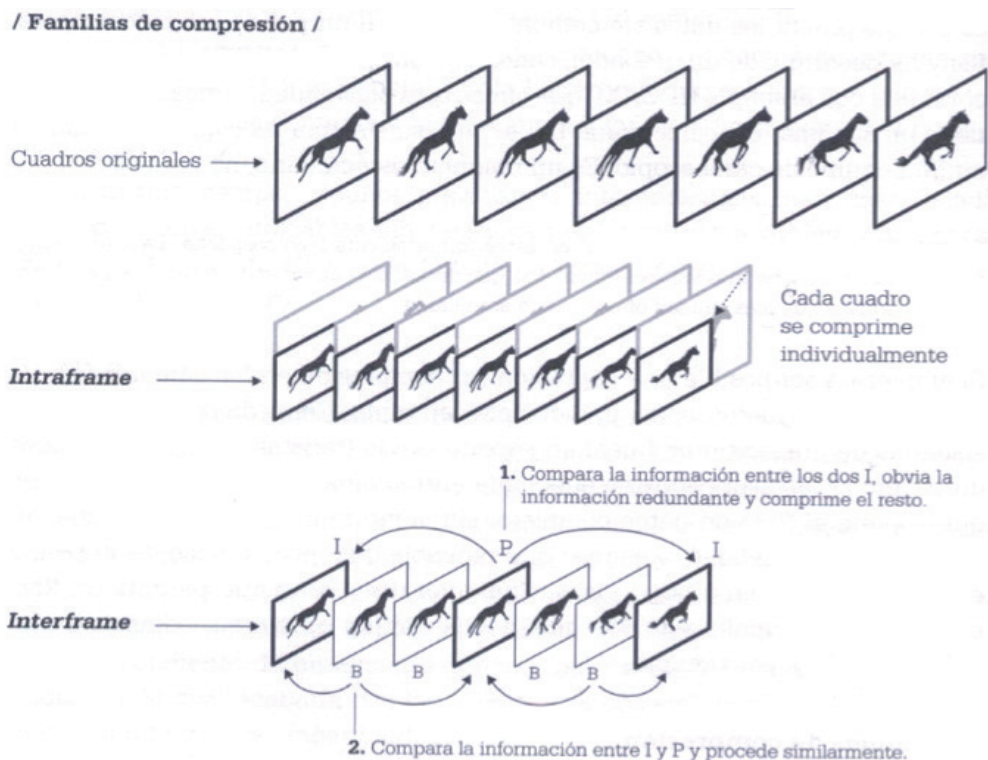 / Familias de compresión /
Cuadros originales
Cada cuadro
se comprime
individualmente
Intraframe
1. Compara la información entre los dos I, obvia la
información redundante y comprime el resto.
I
P
I
Interframe
B
B
B
B
2. Compara la información entre I y P y procede similarmente.